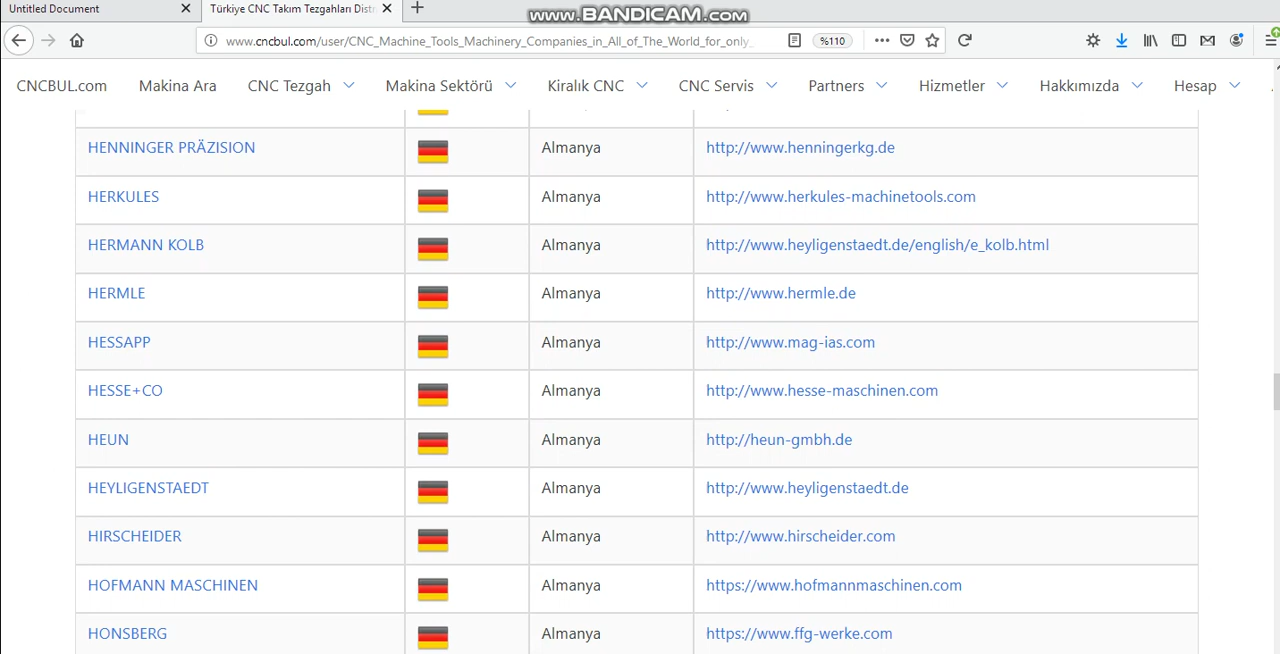 Untitled Document
Türkiye CNC Takım Tezgahları Distr
www.BANDICAM.com
www.cncbul.com/user/CNC_Machine_Tools_Machinery_Companies_in_All_of_The_World_for_only_
%110
CNCBUL.com Makina Ara CNC Tezgah Makina Sektörü Kiralık CNC CNC Servis Partners Hizmetler Hakkımızda Hesap
HENNINGER PRÄZISION Almanya http://www.henningerkg.de
HERKULES Almanya http://www.herkules-machinetools.com
HERMANN KOLB Almanya http://www.heyligenstaedt.de/english/e_kolb.html
HERMLE Almanya http://www.hermle.de
HESSAPP Almanya http://www.mag-ias.com
HESSE+CO Almanya http://www.hesse-maschinen.com
HEUN Almanya http://heun-gmbh.de
HEYLIGENSTAEDT Almanya http://www.heyligenstaedt.de
HIRSCHEIDER Almanya http://www.hirscheider.com
HOFMANN MASCHINEN Almanya https://www.hofmannmaschinen.com
HONSBERG Almanya https://www.ffg-werke.com